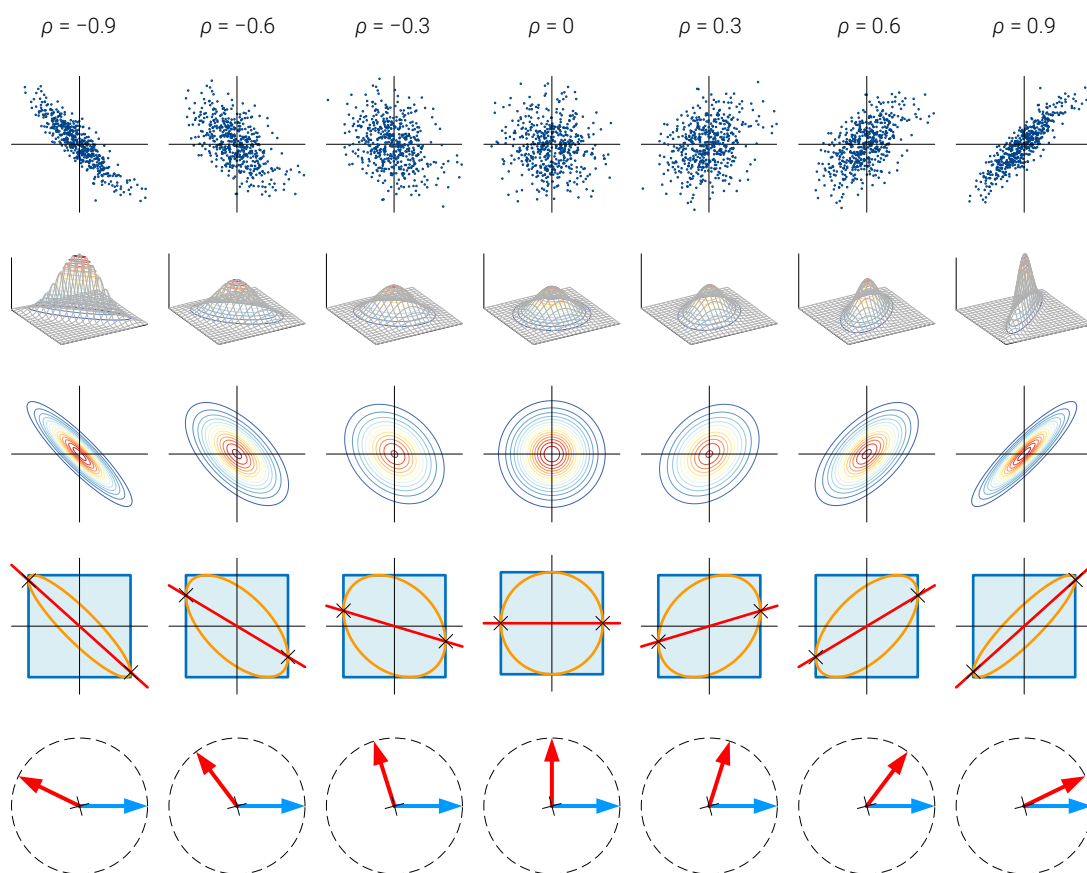 ρ = −0.9 ρ = −0.6 ρ = −0.3 ρ = 0 ρ = 0.3 ρ = 0.6 ρ = 0.9